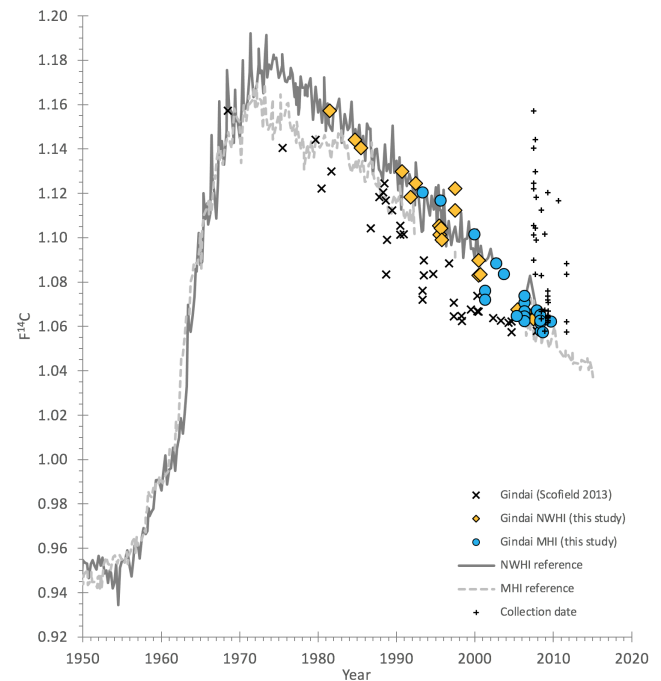 1.20
1.18
1.16
1.14
1.12
1.10
1.08
1.06
1.04
1.02
1.00
0.98
0.96
0.94
0.92
F¹⁴C
Gindai (Scofield 2013)
Gindai NWHI (this study)
Gindai MHI (this study)
NWHI reference
MHI reference
Collection date
1950 1960 1970 1980 1990 2000 2010 2020
Year